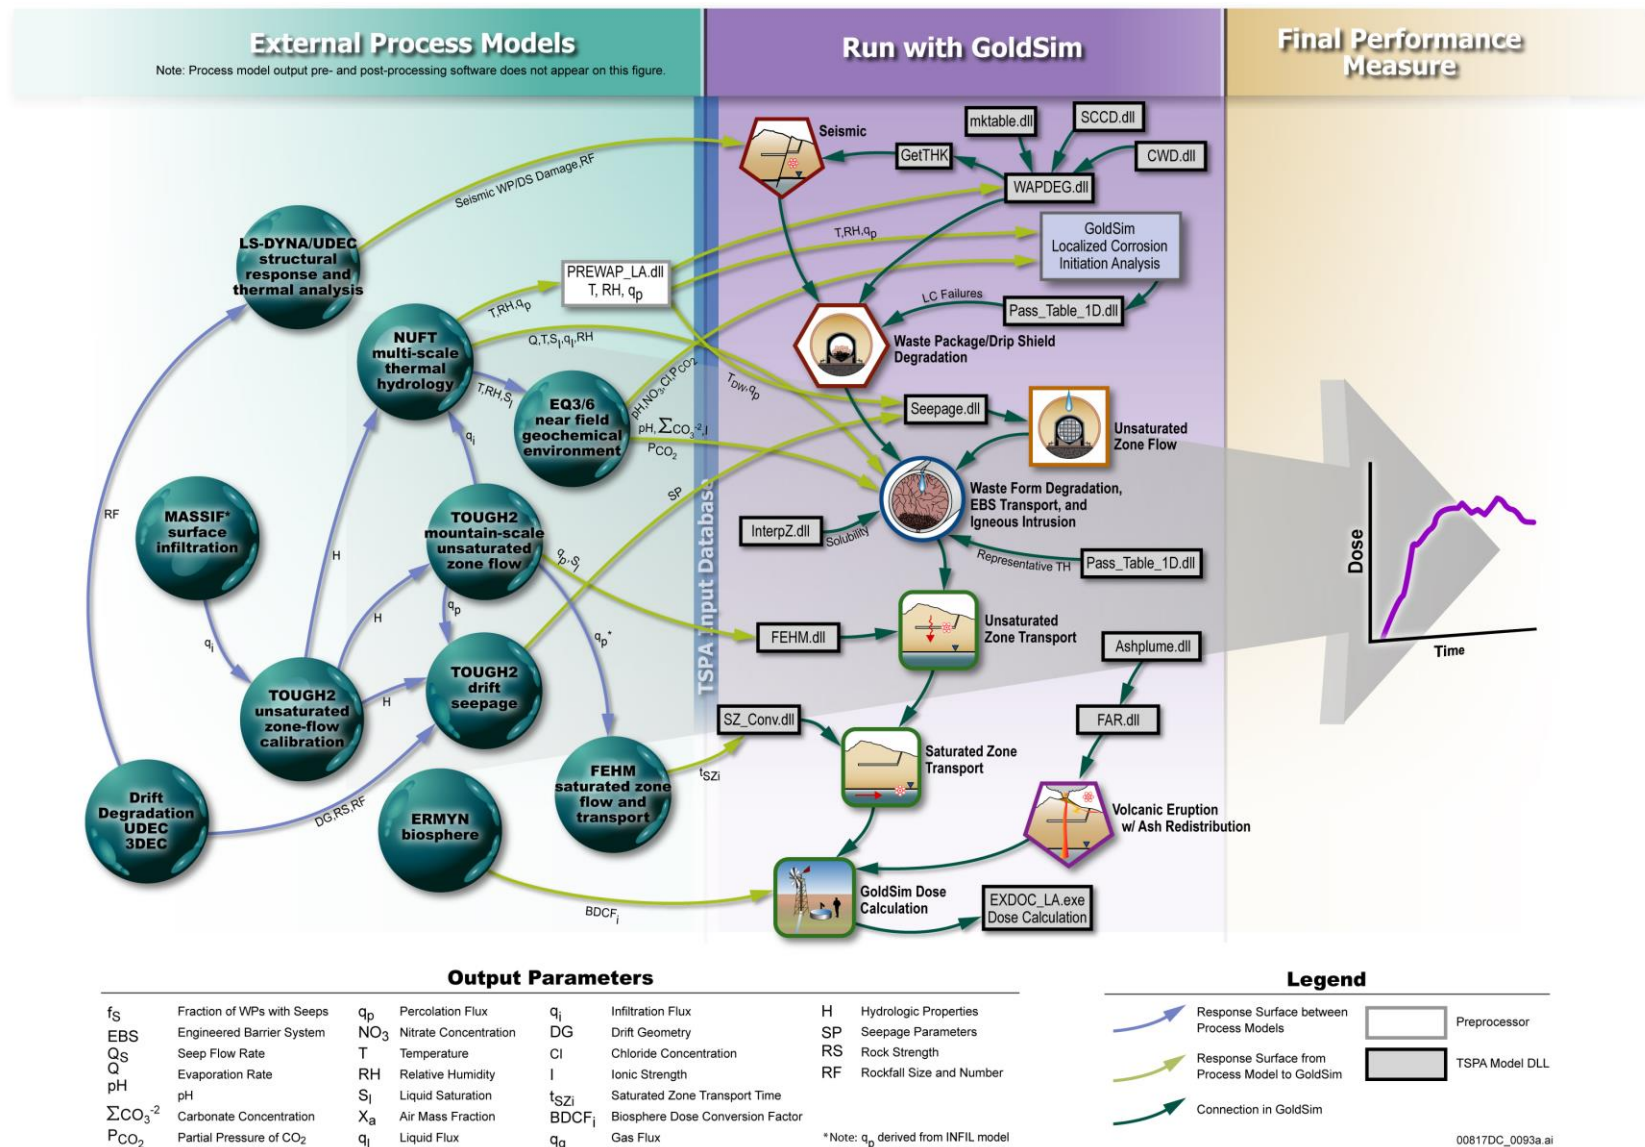 External Process Models
Note: Process model output pre- and post-processing software does not appear on this figure.
Run with GoldSim
Final Performance
Measure
TSPA Input Database
Seismic
mktable.dll
SCCD.dll
GetTHK
CWD.dll
WAPDEG.dll
Seismic WP/DS Damage,RF
LS-DYNA/UDEC
structural
response and
thermal analysis
PREWAP_LA.dll
T, RH, qp
T,RH,qp
GoldSim
Localized Corrosion
Initiation Analysis
T,RH,qp
LC Failures
Pass_Table_1D.dll
NUFT
multi-scale
thermal
hydrology
Q,T,Sl,ql,RH
T,RH,Sl
Waste Package/Drip Shield
Degradation
TDW,qp
pH,NO3,Cl,PCO2
EQ3/6
near field
geochemical
environment
pH, ΣCO3-2,I
PCO2
Seepage.dll
Unsaturated
Zone Flow
qi
SP
RF
MASSIF*
surface
infiltration
TOUGH2
mountain-scale
unsaturated
zone flow
Waste Form Degradation,
EBS Transport, and
Igneous Intrusion
InterpZ.dll
Solubility
Representative TH
Pass_Table_1D.dll
H
qp,Sl
H
qp
qp*
qi
FEHM.dll
Unsaturated
Zone Transport
Ashplume.dll
TOUGH2
unsaturated
zone-flow
calibration
H
TOUGH2
drift
seepage
SZ_Conv.dll
FAR.dll
Saturated Zone
Transport
tSZi
FEHM
saturated zone
flow and
transport
Drift
Degradation
UDEC
3DEC
DG,RS,RF
ERMYN
biosphere
Volcanic Eruption
w/ Ash Redistribution
BDCFi
GoldSim Dose
Calculation
EXDOC_LA.exe
Dose Calculation
Dose
Time
Output Parameters
fS Fraction of WPs with Seeps
EBS Engineered Barrier System
QS Seep Flow Rate
Q Evaporation Rate
pH pH
ΣCO3-2 Carbonate Concentration
PCO2 Partial Pressure of CO2
qp Percolation Flux
NO3 Nitrate Concentration
T Temperature
RH Relative Humidity
Sl Liquid Saturation
Xa Air Mass Fraction
ql Liquid Flux
qi Infiltration Flux
DG Drift Geometry
Cl Chloride Concentration
I Ionic Strength
tSZi Saturated Zone Transport Time
BDCFi Biosphere Dose Conversion Factor
qg Gas Flux
H Hydrologic Properties
SP Seepage Parameters
RS Rock Strength
RF Rockfall Size and Number
*Note: qp derived from INFIL model
Legend
Response Surface between
Process Models
Response Surface from
Process Model to GoldSim
Connection in GoldSim
Preprocessor
TSPA Model DLL
00817DC_0093a.ai